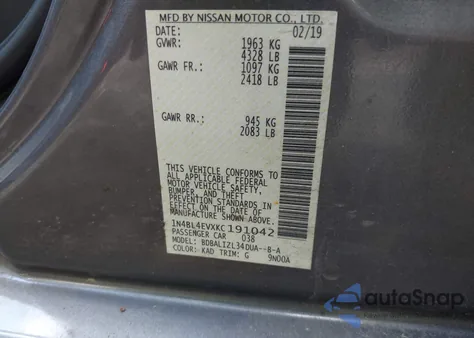 MFD BY NISSAN MOTOR CO., LTD.
DATE: 02/19
GVWR: 1963 KG
4328 LB
GAWR FR.: 1097 KG
2418 LB
GAWR RR.: 945 KG
2083 LB
THIS VEHICLE CONFORMS TO
ALL APPLICABLE FEDERAL
MOTOR VEHICLE SAFETY,
BUMPER, AND THEFT
PREVENTION STANDARDS IN
EFFECT ON THE DATE OF
MANUFACTURE SHOWN ABOVE.
1N4BL4EVXKC191042
PASSENGER CAR 038
MODEL: BDBALIZL34DUA--B-A
COLOR: KAD TRIM: G 9N00A
autoSnap